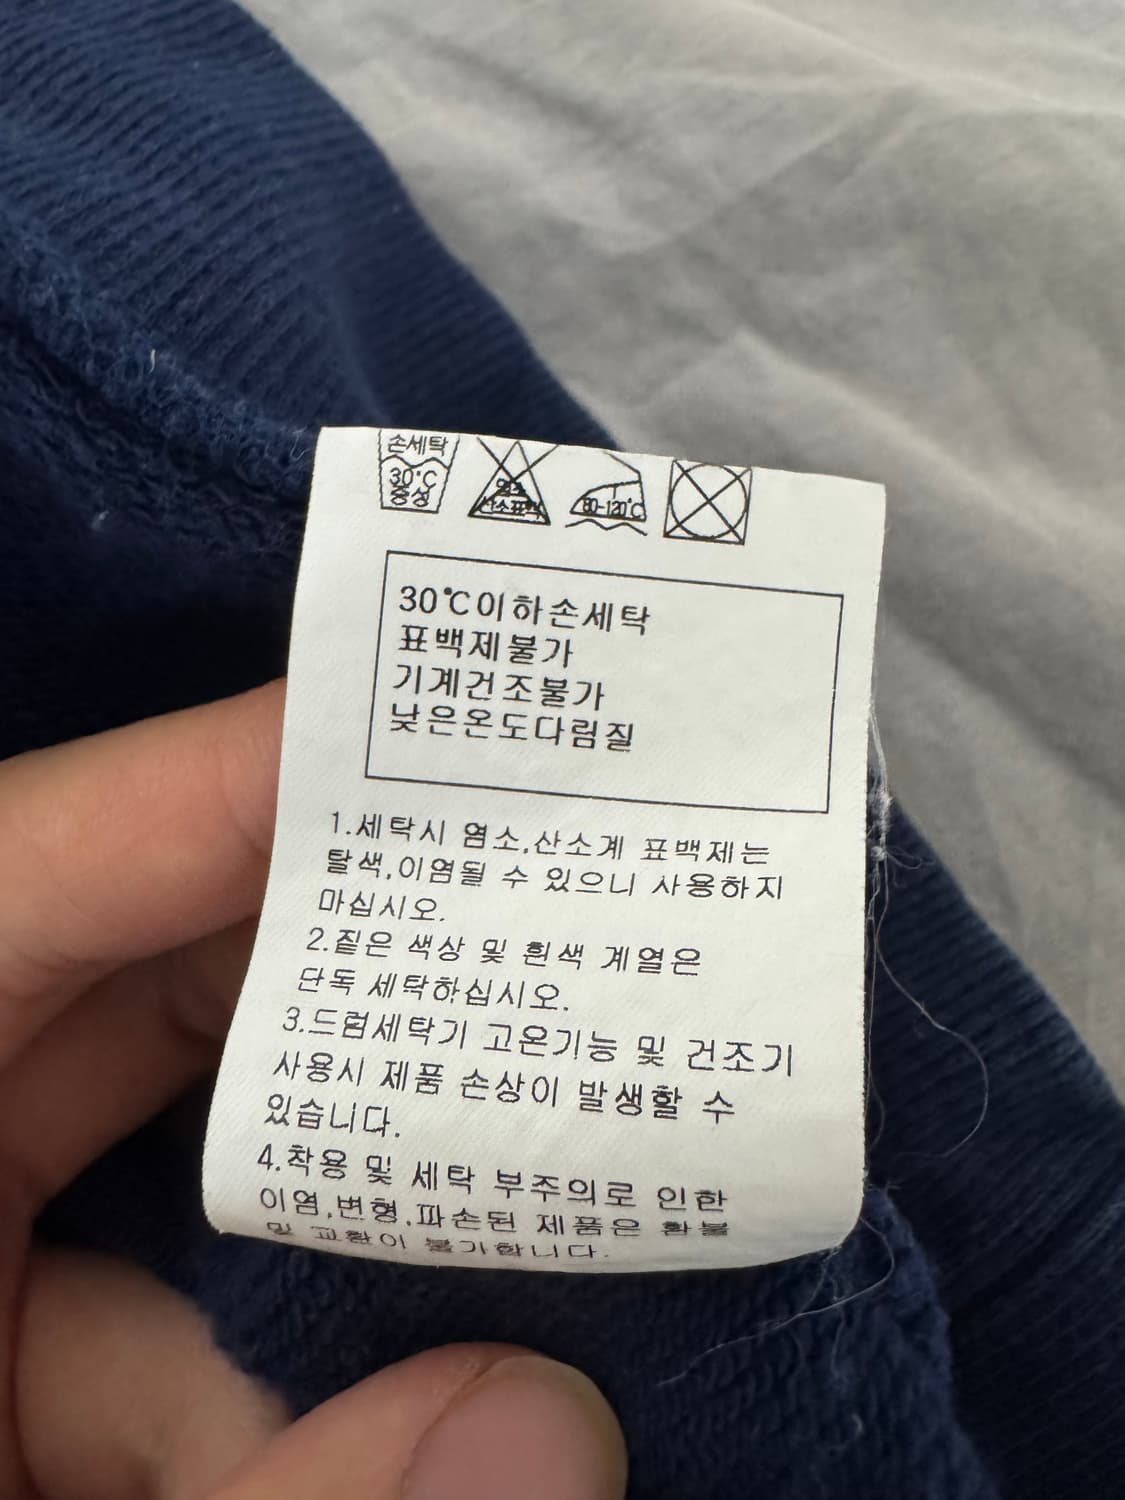 손세탁
30℃
중성
염소
산소표백
80-120℃
30℃이하손세탁
표백제불가
기계건조불가
낮은온도다림질
1.세탁시 염소,산소계 표백제는
탈색,이염될 수 있으니 사용하지
마십시오.
2.짙은 색상 및 흰색 계열은
단독 세탁하십시오.
3.드럼세탁기 고온기능 및 건조기
사용시 제품 손상이 발생할 수
있습니다.
4.착용 및 세탁 부주의로 인한
이염,변형,파손된 제품은 환불
및 교환이 불가합니다.